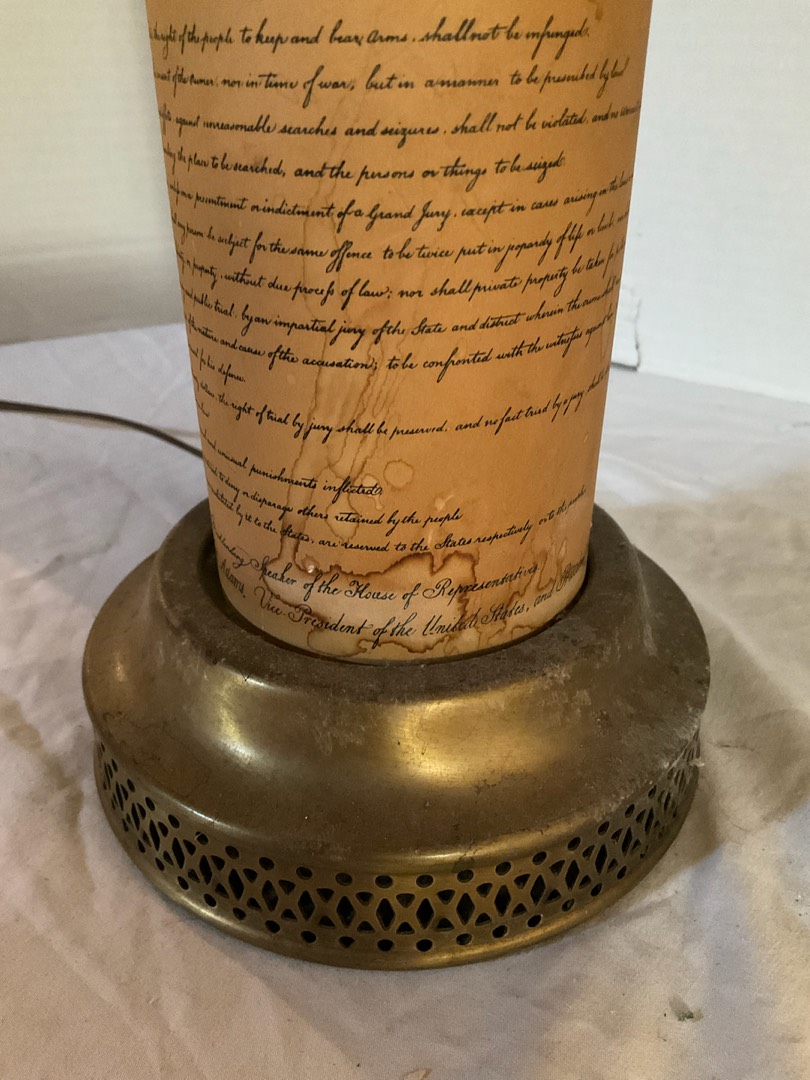 right of the people to keep and bear arms, shall not be infringed.
of the owner, nor in time of war, but in a manner to be prescribed by law
against unreasonable searches and seizures, shall not be violated, and no
the place to be searched, and the persons or things to be seized
presentment or indictment of a Grand Jury, except in cases arising in the
any person be subject for the same offence to be twice put in jeopardy of life or limb,
or property, without due process of law; nor shall private property be taken for
public trial, by an impartial jury of the State and district wherein the crime shall
nature and cause of the accusation; to be confronted with the witnesses against
for his defence.
the right of trial by jury shall be preserved, and no fact tried by a jury, shall
and unusual punishments inflicted.
to deny or disparage others retained by the people
by it to the States, are reserved to the States respectively, or to the people
Speaker of the House of Representatives
Adams, Vice-President of the United States, and